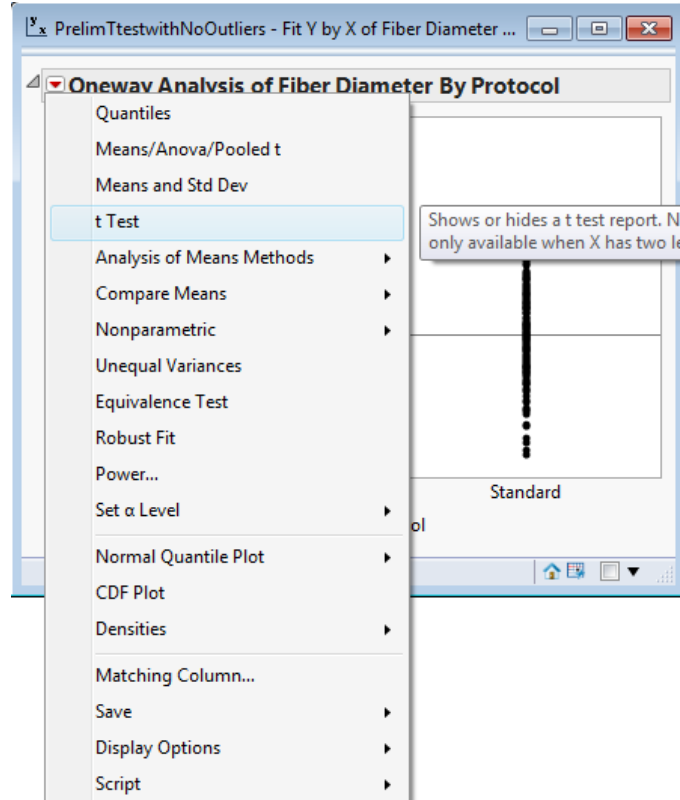 PrelimTtestwithNoOutliers - Fit Y by X of Fiber Diameter ...
Oneway Analysis of Fiber Diameter By Protocol
Quantiles
Means/Anova/Pooled t
Means and Std Dev
t Test
Shows or hides a t test report. N
only available when X has two le
Analysis of Means Methods
Compare Means
Nonparametric
Unequal Variances
Equivalence Test
Robust Fit
Power...
Standard
Set α Level
ol
Normal Quantile Plot
CDF Plot
Densities
Matching Column...
Save
Display Options
Script